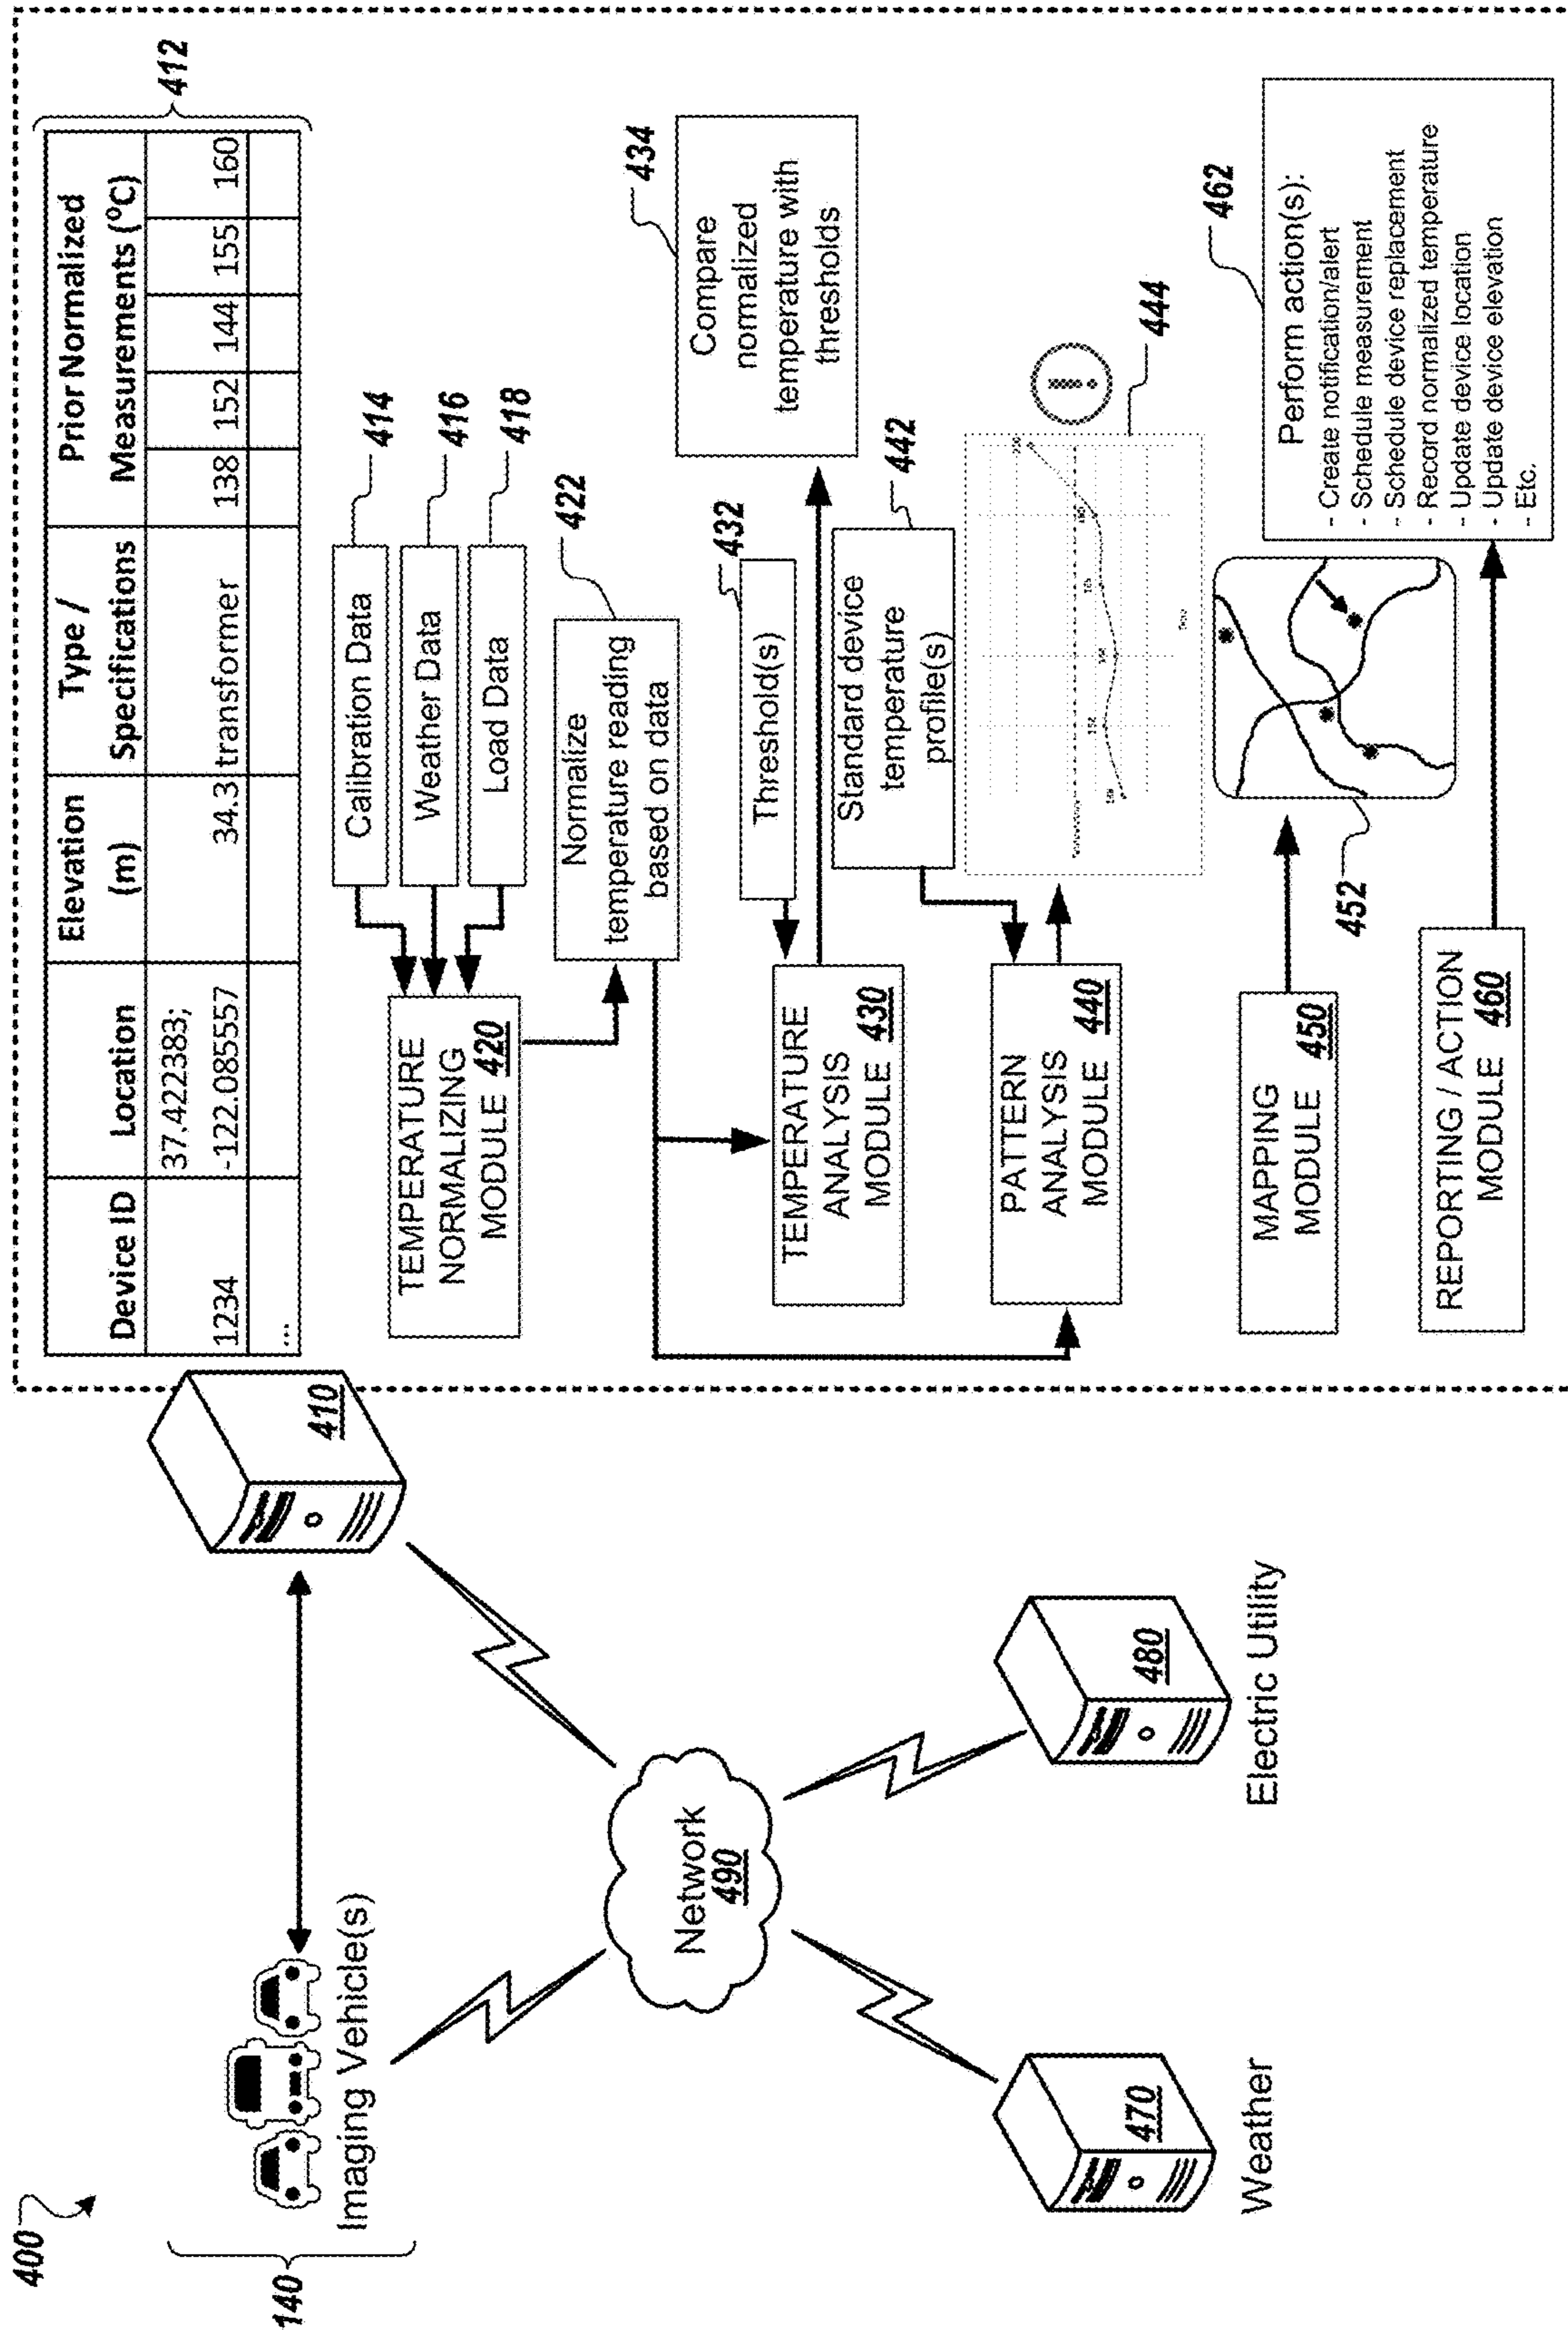 400
140
Imaging Vehicle(s)
410
Network
490
470
Weather
480
Electric Utility
412
Device ID
Location
Elevation
(m)
Type /
Specifications
Prior Normalized
Measurements (°C)
1234
37.422383;
-122.085557
34.3
transformer
138
152
144
155
160
...
TEMPERATURE
NORMALIZING
MODULE 420
Calibration Data
414
Weather Data
416
Load Data
418
Normalize
temperature reading
based on data
422
Threshold(s)
432
TEMPERATURE
ANALYSIS
MODULE 430
Compare
normalized
temperature with
thresholds
434
Standard device
temperature
profile(s)
442
PATTERN
ANALYSIS
MODULE 440
!
444
MAPPING
MODULE 450
452
REPORTING / ACTION
MODULE 460
462
Perform action(s):
- Create notification/alert
- Schedule measurement
- Schedule device replacement
- Record normalized temperature
- Update device location
- Update device elevation
- Etc.